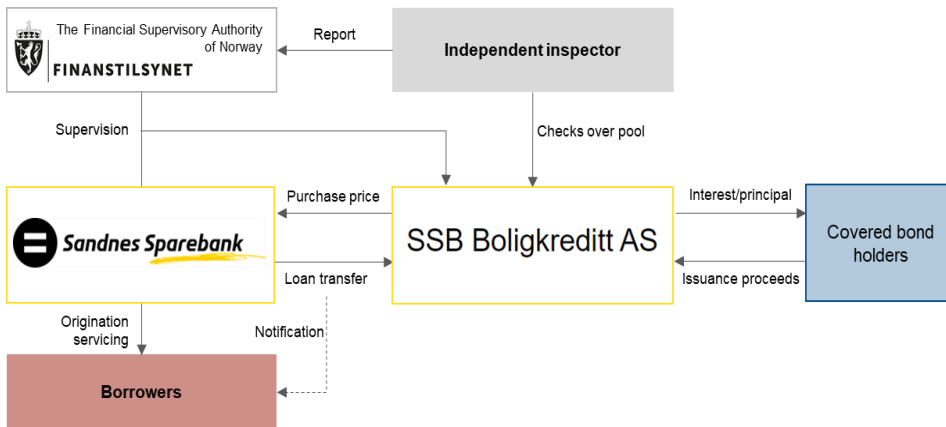 The Financial Supervisory Authority
of Norway
FINANSTILSYNET
Report
Independent inspector
Supervision
Checks over pool
Sandnes Sparebank
Purchase price
Loan transfer
SSB Boligkreditt AS
Interest/principal
Issuance proceeds
Covered bond
holders
Origination
servicing
Notification
Borrowers